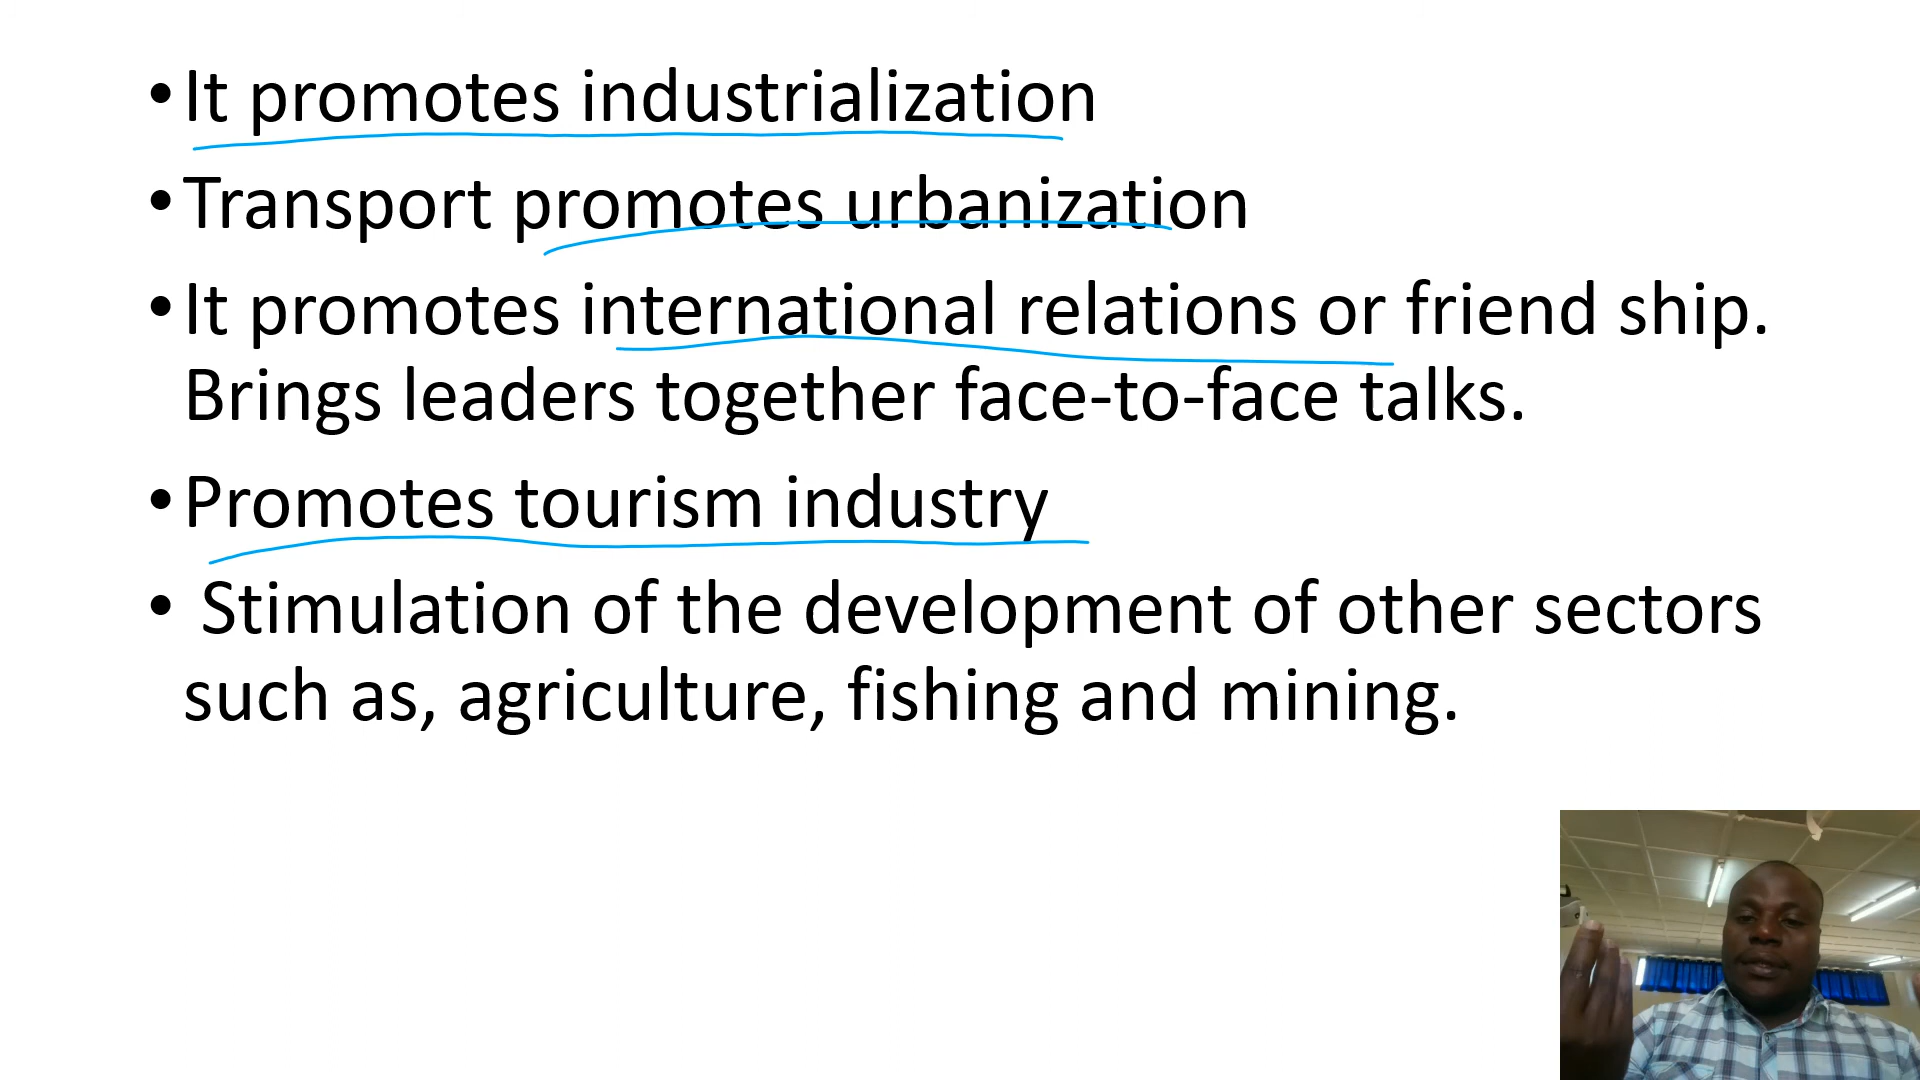 •It promotes industrialization
•Transport promotes urbanization
•It promotes international relations or friend ship.
Brings leaders together face-to-face talks.
•Promotes tourism industry
• Stimulation of the development of other sectors
such as, agriculture, fishing and mining.